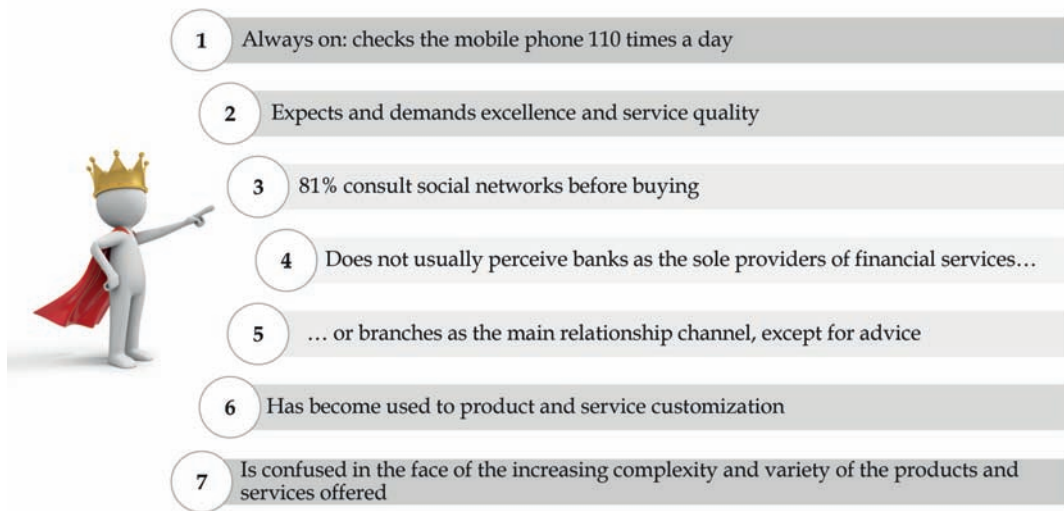 1 Always on: checks the mobile phone 110 times a day
2 Expects and demands excellence and service quality
3 81% consult social networks before buying
4 Does not usually perceive banks as the sole providers of financial services…
5 … or branches as the main relationship channel, except for advice
6 Has become used to product and service customization
7 Is confused in the face of the increasing complexity and variety of the products and
services offered